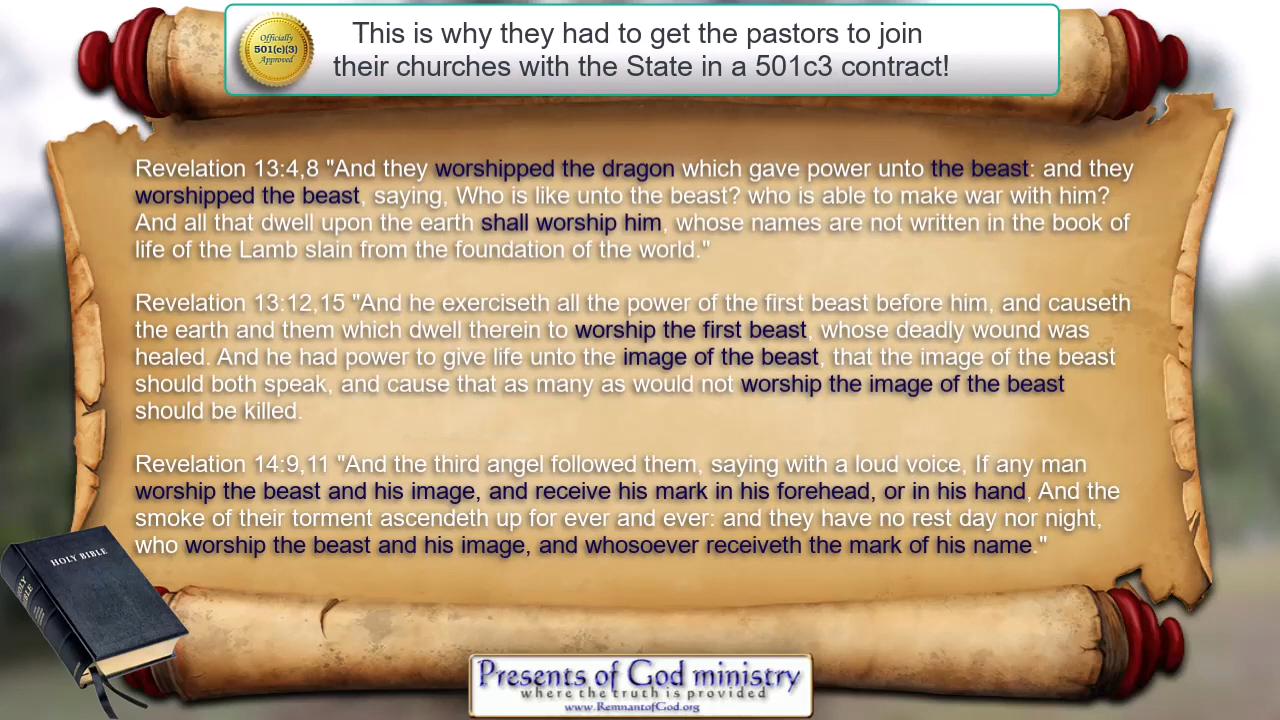 Officially
501(c)(3)
Approved
This is why they had to get the pastors to join
their churches with the State in a 501c3 contract!
Revelation 13:4,8 "And they worshipped the dragon which gave power unto the beast: and they
worshipped the beast, saying, Who is like unto the beast? who is able to make war with him?
And all that dwell upon the earth shall worship him, whose names are not written in the book of
life of the Lamb slain from the foundation of the world."
Revelation 13:12,15 "And he exerciseth all the power of the first beast before him, and causeth
the earth and them which dwell therein to worship the first beast, whose deadly wound was
healed. And he had power to give life unto the image of the beast, that the image of the beast
should both speak, and cause that as many as would not worship the image of the beast
should be killed.
Revelation 14:9,11 "And the third angel followed them, saying with a loud voice, If any man
worship the beast and his image, and receive his mark in his forehead, or in his hand, And the
smoke of their torment ascendeth up for ever and ever: and they have no rest day nor night,
who worship the beast and his image, and whosoever receiveth the mark of his name."
HOLY BIBLE
HOLY BIBLE
Presents of God ministry
where the truth is provided
www.RemnantofGod.org